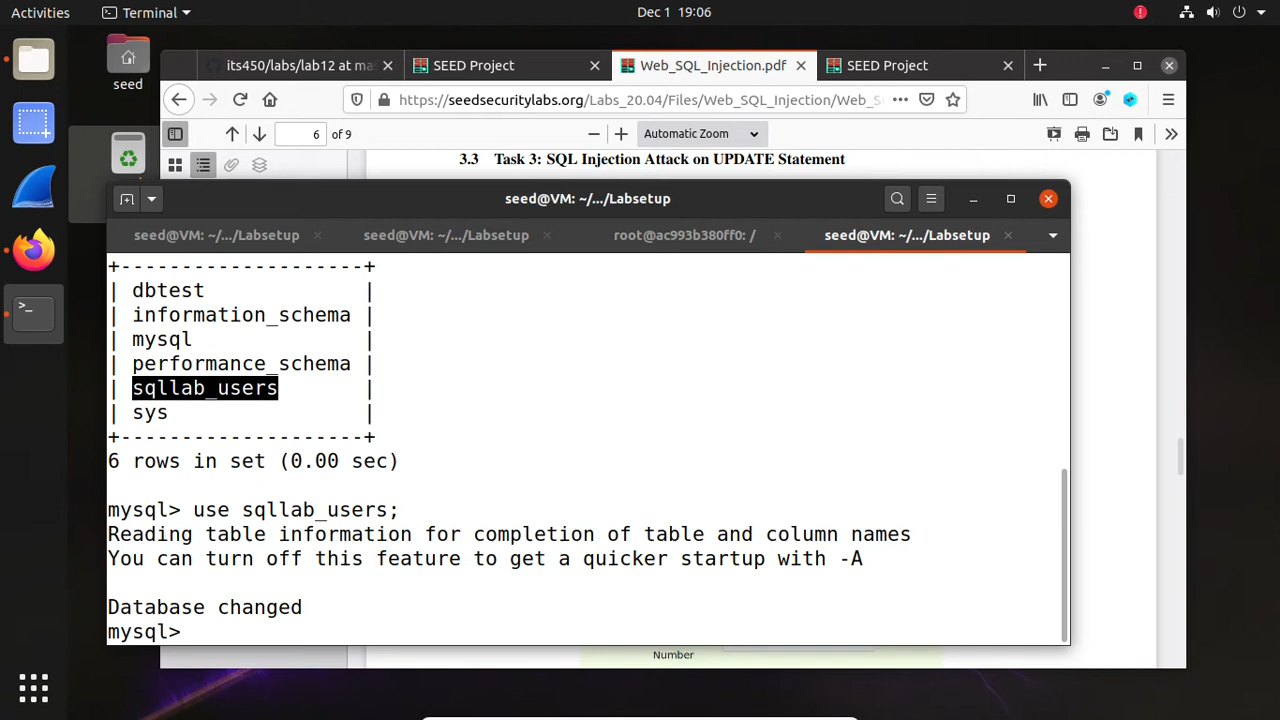 Activities
Terminal
Dec 1 19:06
seed
its450/labs/lab12 at ma
SEED Project
Web_SQL_Injection.pdf
SEED Project
https://seedsecuritylabs.org/Labs_20.04/Files/Web_SQL_Injection/Web_S
6 of 9
Automatic Zoom
3.3 Task 3: SQL Injection Attack on UPDATE Statement
seed@VM: ~/.../Labsetup
seed@VM: ~/.../Labsetup
seed@VM: ~/.../Labsetup
root@ac993b380ff0: /
seed@VM: ~/.../Labsetup
+--------------------+
| dbtest             |
| information_schema |
| mysql              |
| performance_schema |
| sqllab_users       |
| sys                |
+--------------------+
6 rows in set (0.00 sec)
mysql> use sqllab_users;
Reading table information for completion of table and column names
You can turn off this feature to get a quicker startup with -A
Database changed
mysql>
Number